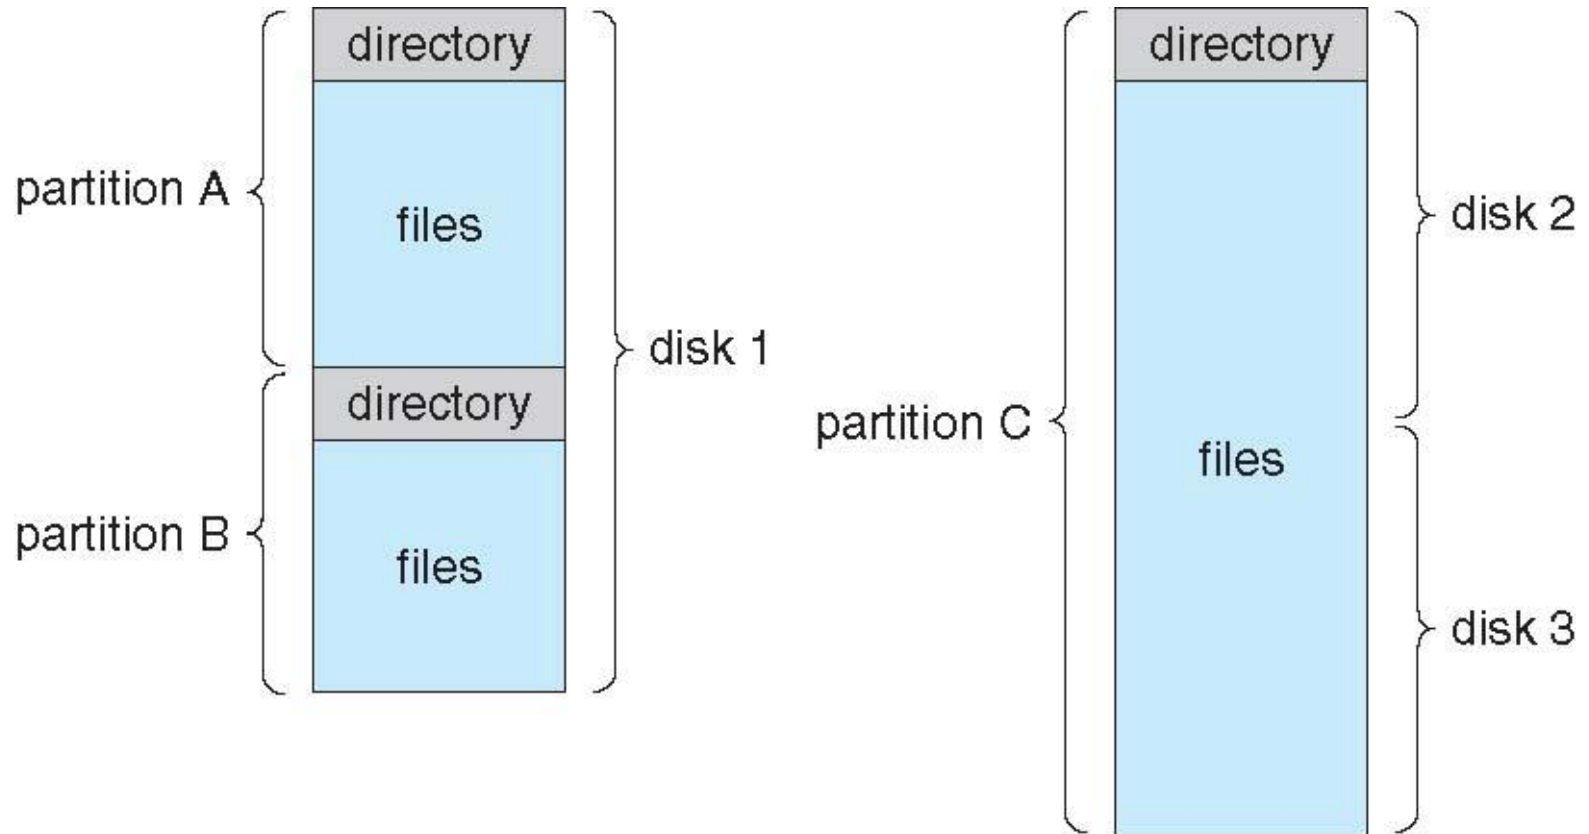 directory
partition A
files
disk 1
directory
partition B
files
directory
disk 2
partition C
files
disk 3